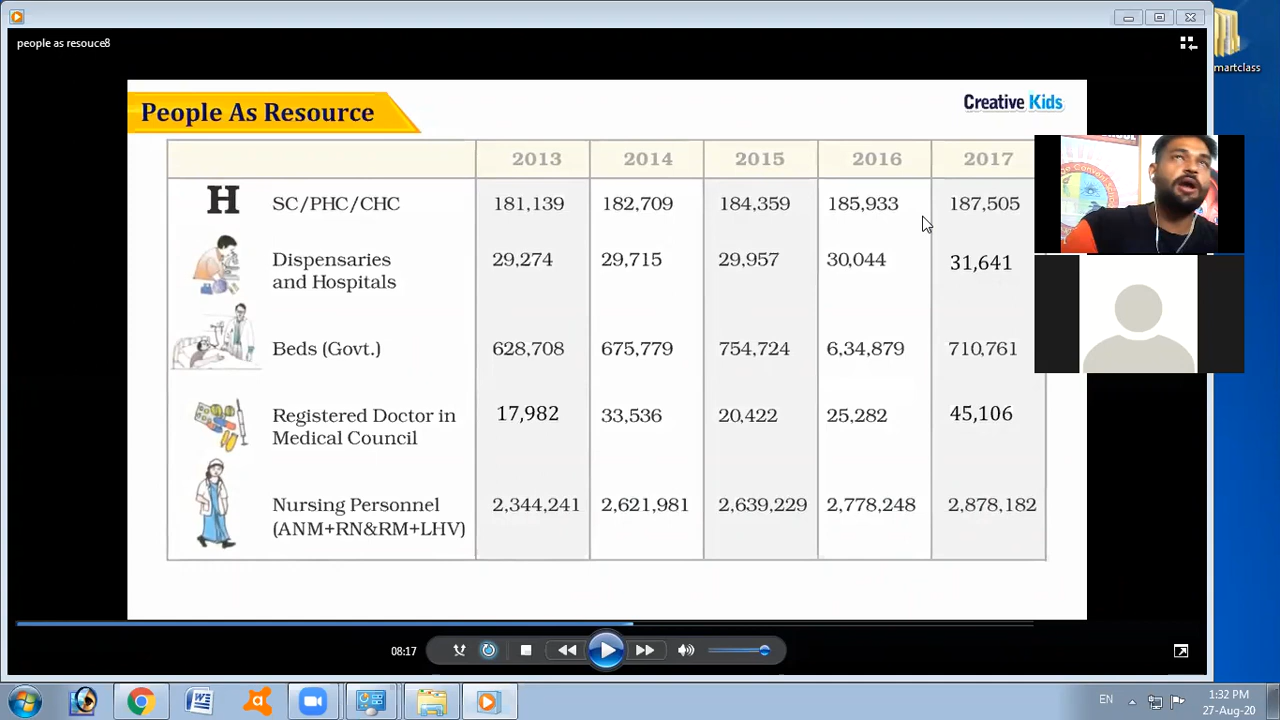 people as resouce8
martclass
People As Resource
Creative Kids
2013 2014 2015 2016 2017
H SC/PHC/CHC 181,139 182,709 184,359 185,933 187,505
Dispensaries
and Hospitals 29,274 29,715 29,957 30,044 31,641
Beds (Govt.) 628,708 675,779 754,724 6,34,879 710,761
Registered Doctor in
Medical Council 17,982 33,536 20,422 25,282 45,106
Nursing Personnel
(ANM+RN&RM+LHV) 2,344,241 2,621,981 2,639,229 2,778,248 2,878,182
08:17
EN
1:32 PM
27-Aug-20